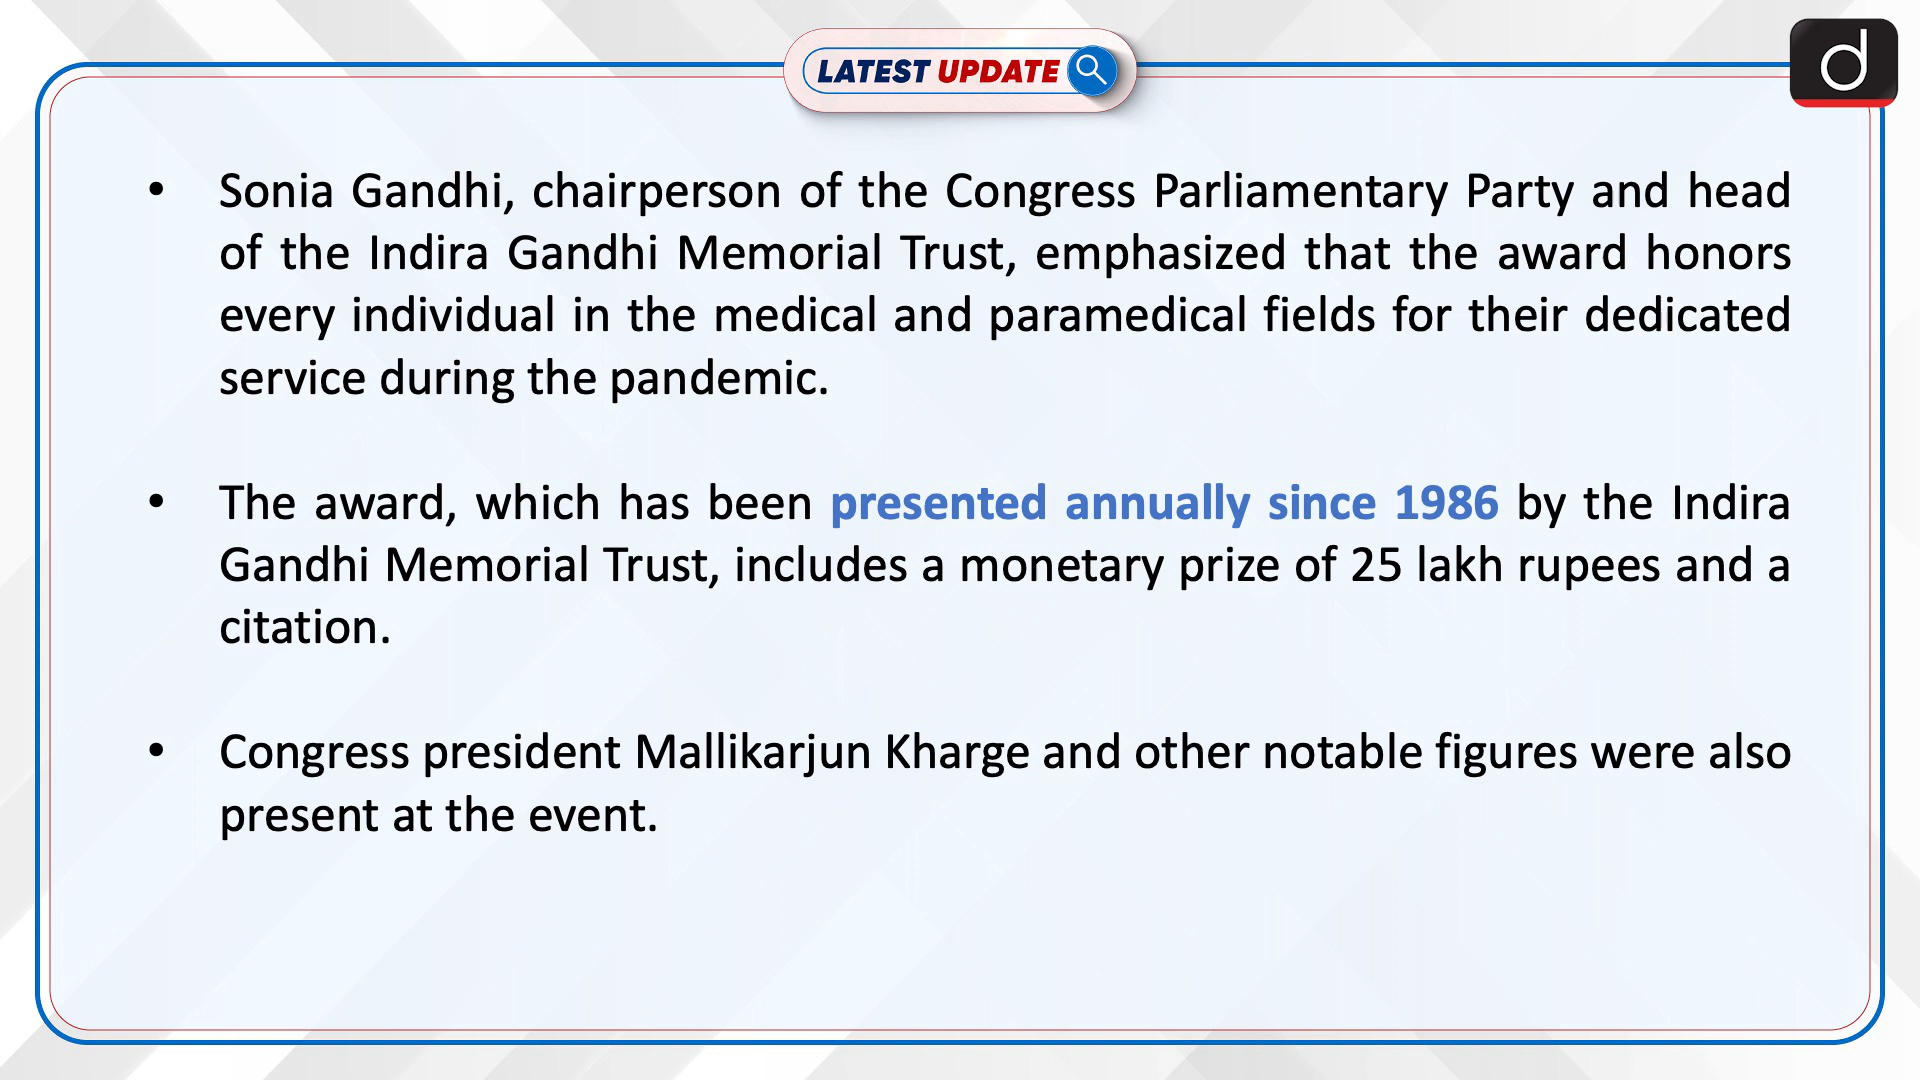 LATEST UPDATE
d
• Sonia Gandhi, chairperson of the Congress Parliamentary Party and head
of the Indira Gandhi Memorial Trust, emphasized that the award honors
every individual in the medical and paramedical fields for their dedicated
service during the pandemic.
• The award, which has been presented annually since 1986 by the Indira
Gandhi Memorial Trust, includes a monetary prize of 25 lakh rupees and a
citation.
• Congress president Mallikarjun Kharge and other notable figures were also
present at the event.